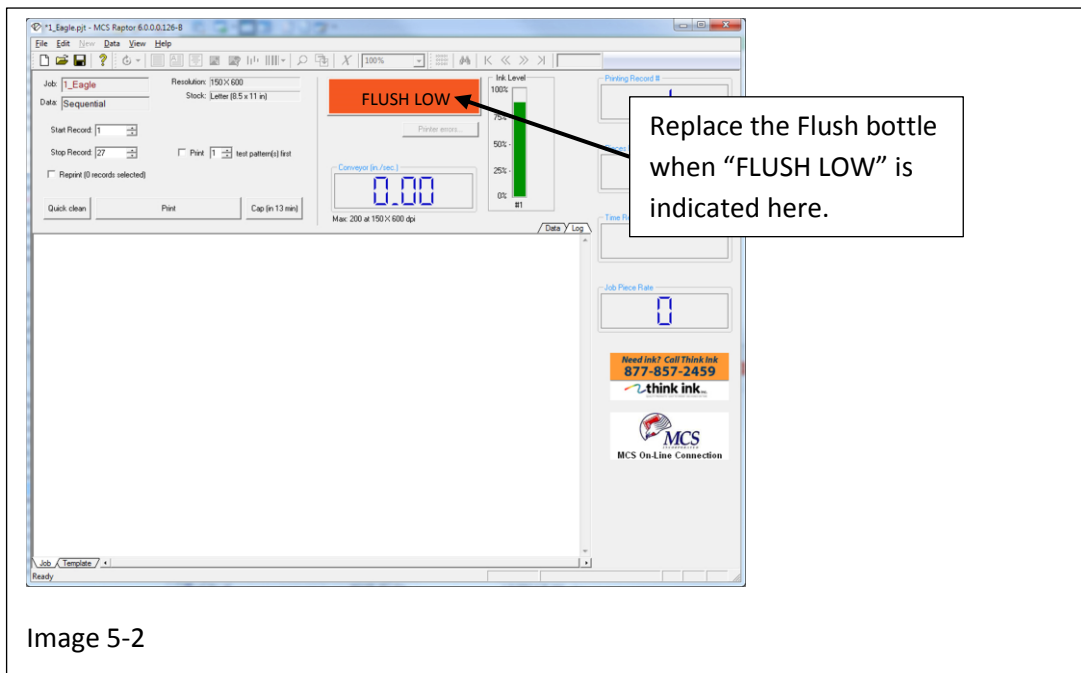 *1_Eagle.pjt - MCS Raptor 6.0.0.0.126-B
File Edit New Data View Help
100%
Job: 1_Eagle
Resolution: 150 X 600
Data: Sequential
Stock: Letter (8.5 x 11 in)
Start Record: 1
Stop Record: 27
Print 1 test pattern(s) first
Reprint (0 records selected)
Quick clean
Print
Cap (in 13 min)
FLUSH LOW
Printer errors...
Conveyor (in./sec.)
0.00
Max: 200 at 150 X 600 dpi
Ink Level
100%
75%
50%
25%
0%
#1
Data Log
Printing Record #
Replace the Flush bottle
when “FLUSH LOW” is
indicated here.
Job Piece Rate
0
Need ink? Call Think Ink
877-857-2459
think ink
MCS
MCS On-Line Connection
Job Template
Ready
Image 5-2